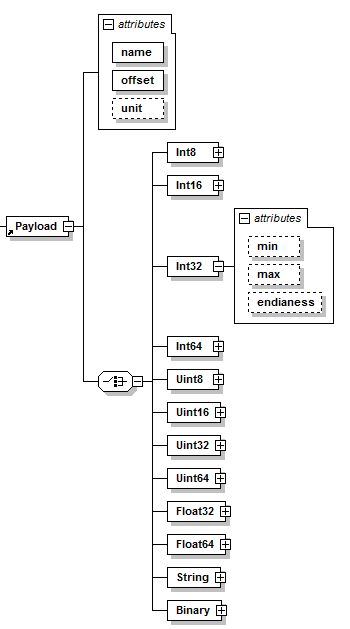 attributes
name
offset
unit
Payload
Int8
Int16
Int32
attributes
min
max
endianess
Int64
Uint8
Uint16
Uint32
Uint64
Float32
Float64
String
Binary